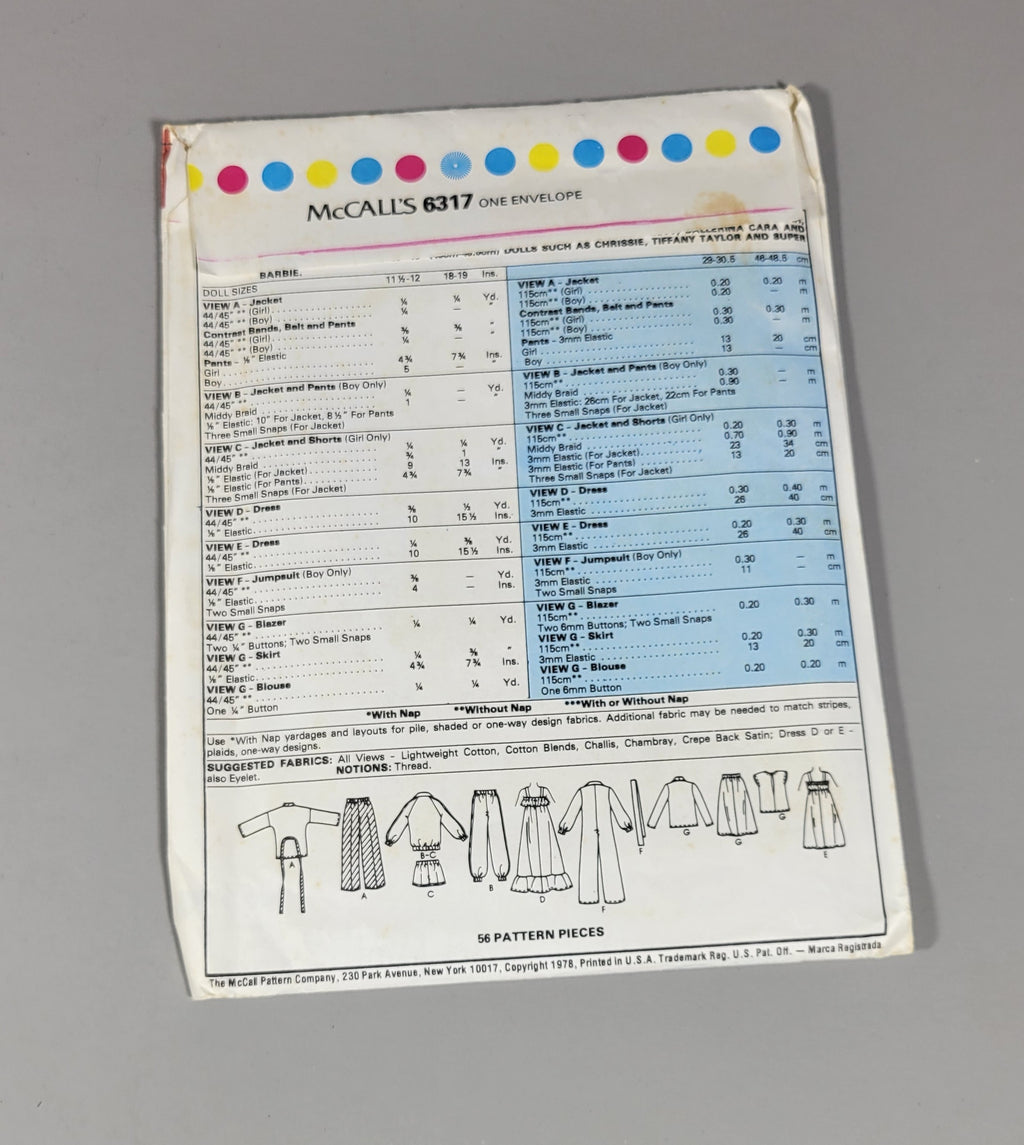 McCALL'S 6317 ONE ENVELOPE
BALLERINA CARA AND
DOLLS SUCH AS CHRISSIE, TIFFANY TAYLOR AND SUPER
BARBIE.
DOLL SIZES 11 ½-12 18-19 Ins.
VIEW A - Jacket
44/45" ** (Girl) ¼ ¼ Yd.
44/45" ** (Boy) ¼ — "
Contrast Bands, Belt and Pants
44/45" ** (Girl) ⅜ ⅜ "
44/45" ** (Boy) ¼ — "
Pants - ⅛" Elastic
Girl 4¾ 7¾ Ins.
Boy 5 — "
VIEW B - Jacket and Pants (Boy Only)
44/45" ** ¼ — Yd.
Middy Braid 1 — "
⅛" Elastic: 10" For Jacket, 8 ½" For Pants
Three Small Snaps (For Jacket)
VIEW C - Jacket and Shorts (Girl Only)
44/45" ** ¼ ¼ Yd.
Middy Braid ¾ 1 "
⅛" Elastic (For Jacket) 9 13 Ins.
⅛" Elastic (For Pants) 4¾ 7¾ "
Three Small Snaps (For Jacket)
VIEW D - Dress
44/45" ** ⅜ ½ Yd.
⅛" Elastic 10 15½ Ins.
VIEW E - Dress
44/45" ** ¼ ⅜ Yd.
⅛" Elastic 10 15½ Ins.
VIEW F - Jumpsuit (Boy Only)
44/45" ** ⅜ — Yd.
⅛" Elastic 4 — Ins.
Two Small Snaps
VIEW G - Blazer
44/45" ** ¼ ¼ Yd.
Two ¼" Buttons; Two Small Snaps
VIEW G - Skirt
44/45" ** ¼ ⅜ "
⅛" Elastic 4¾ 7¾ Ins.
VIEW G - Blouse
44/45" ** ¼ ¼ Yd.
One ¼" Button
29-30.5 46-48.5 cm
VIEW A - Jacket
115cm** (Girl) 0.20 0.20 m
115cm** (Boy) 0.20 — m
Contrast Bands, Belt and Pants
115cm** (Girl) 0.30 0.30 m
115cm** (Boy) 0.30 — m
Pants - 3mm Elastic
Girl 13 20 cm
Boy 13 — cm
VIEW B - Jacket and Pants (Boy Only)
115cm** 0.30 — m
Middy Braid 0.90 — m
3mm Elastic: 26cm For Jacket, 22cm For Pants
Three Small Snaps (For Jacket)
VIEW C - Jacket and Shorts (Girl Only)
115cm** 0.20 0.30 m
Middy Braid 0.70 0.90 m
3mm Elastic (For Jacket) 23 34 cm
3mm Elastic (For Pants) 13 20 cm
Three Small Snaps (For Jacket)
VIEW D - Dress
115cm** 0.30 0.40 m
3mm Elastic 26 40 cm
VIEW E - Dress
115cm** 0.20 0.30 m
3mm Elastic 26 40 cm
VIEW F - Jumpsuit (Boy Only)
115cm** 0.30 — m
3mm Elastic 11 — cm
Two Small Snaps
VIEW G - Blazer
115cm** 0.20 0.30 m
Two 6mm Buttons; Two Small Snaps
VIEW G - Skirt
115cm** 0.20 0.30 m
3mm Elastic 13 20 cm
VIEW G - Blouse
115cm** 0.20 0.20 m
One 6mm Button
*With Nap **Without Nap ***With or Without Nap
Use *With Nap yardages and layouts for pile, shaded or one-way design fabrics. Additional fabric may be needed to match stripes,
plaids, one-way designs.
SUGGESTED FABRICS: All Views - Lightweight Cotton, Cotton Blends, Challis, Chambray, Crepe Back Satin; Dress D or E -
also Eyelet. NOTIONS: Thread.
A A B-C C B D F F G G G E
56 PATTERN PIECES
The McCall Pattern Company, 230 Park Avenue, New York 10017, Copyright 1978, Printed in U.S.A. Trademark Reg. U.S. Pat. Off. — Marca Registrada